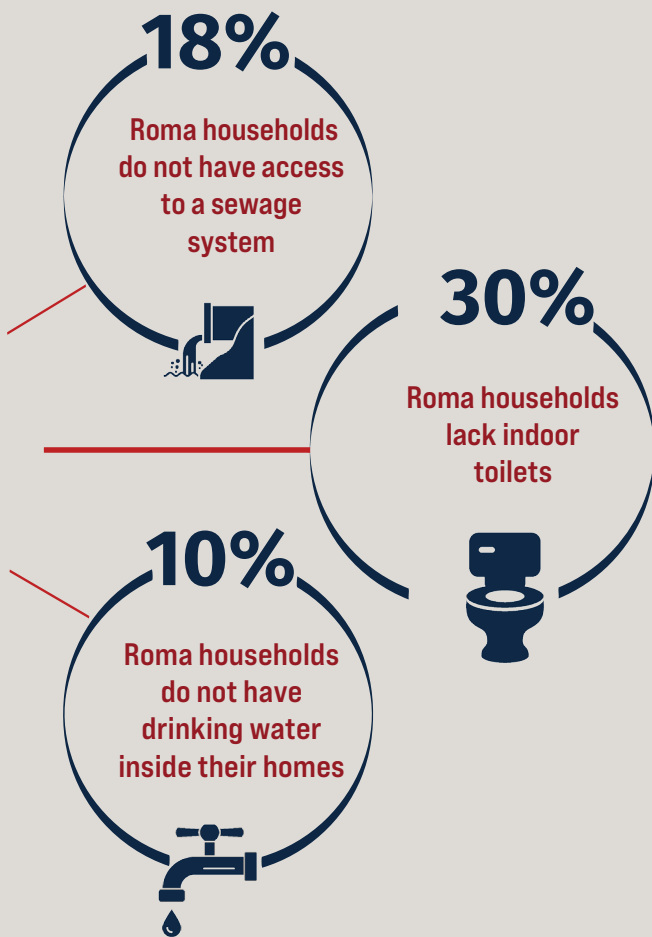 18%
Roma households
do not have access
to a sewage
system
30%
Roma households
lack indoor
toilets
10%
Roma households
do not have
drinking water
inside their homes